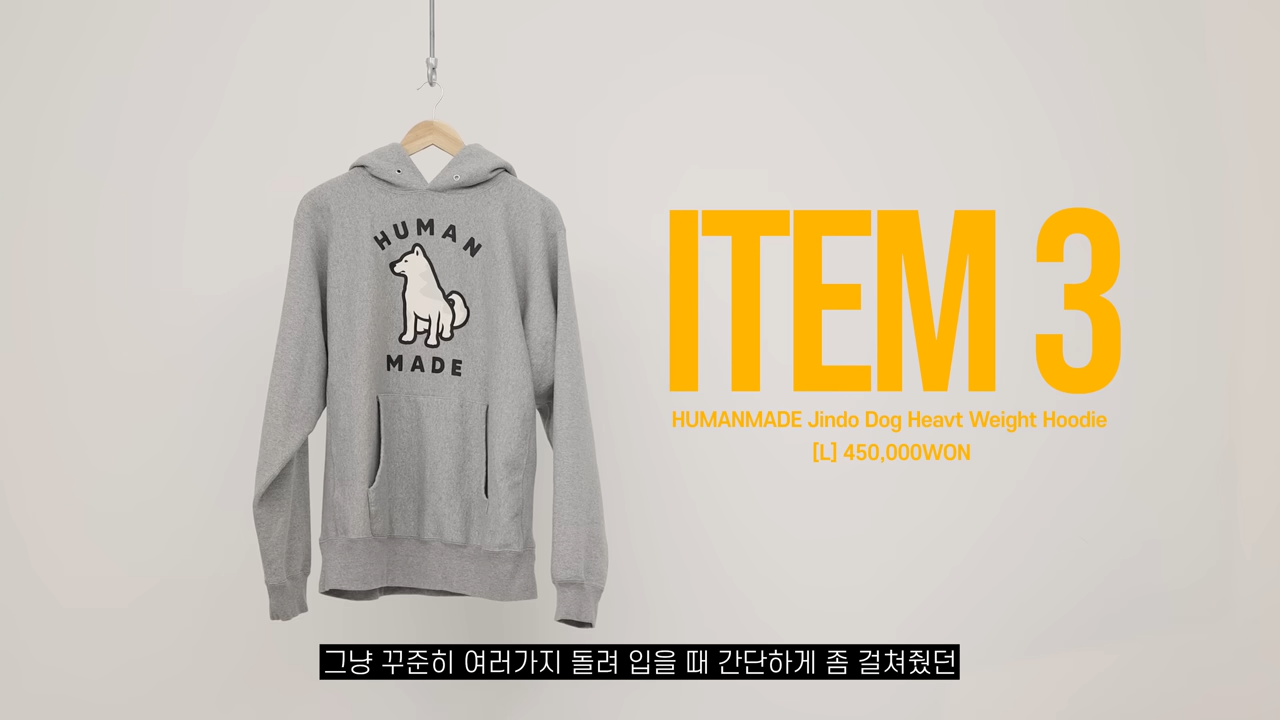 HUMAN
MADE
ITEM 3
HUMANMADE Jindo Dog Heavt Weight Hoodie
[L] 450,000WON
그냥 꾸준히 여러가지 돌려 입을 때 간단하게 좀 걸쳐줬던